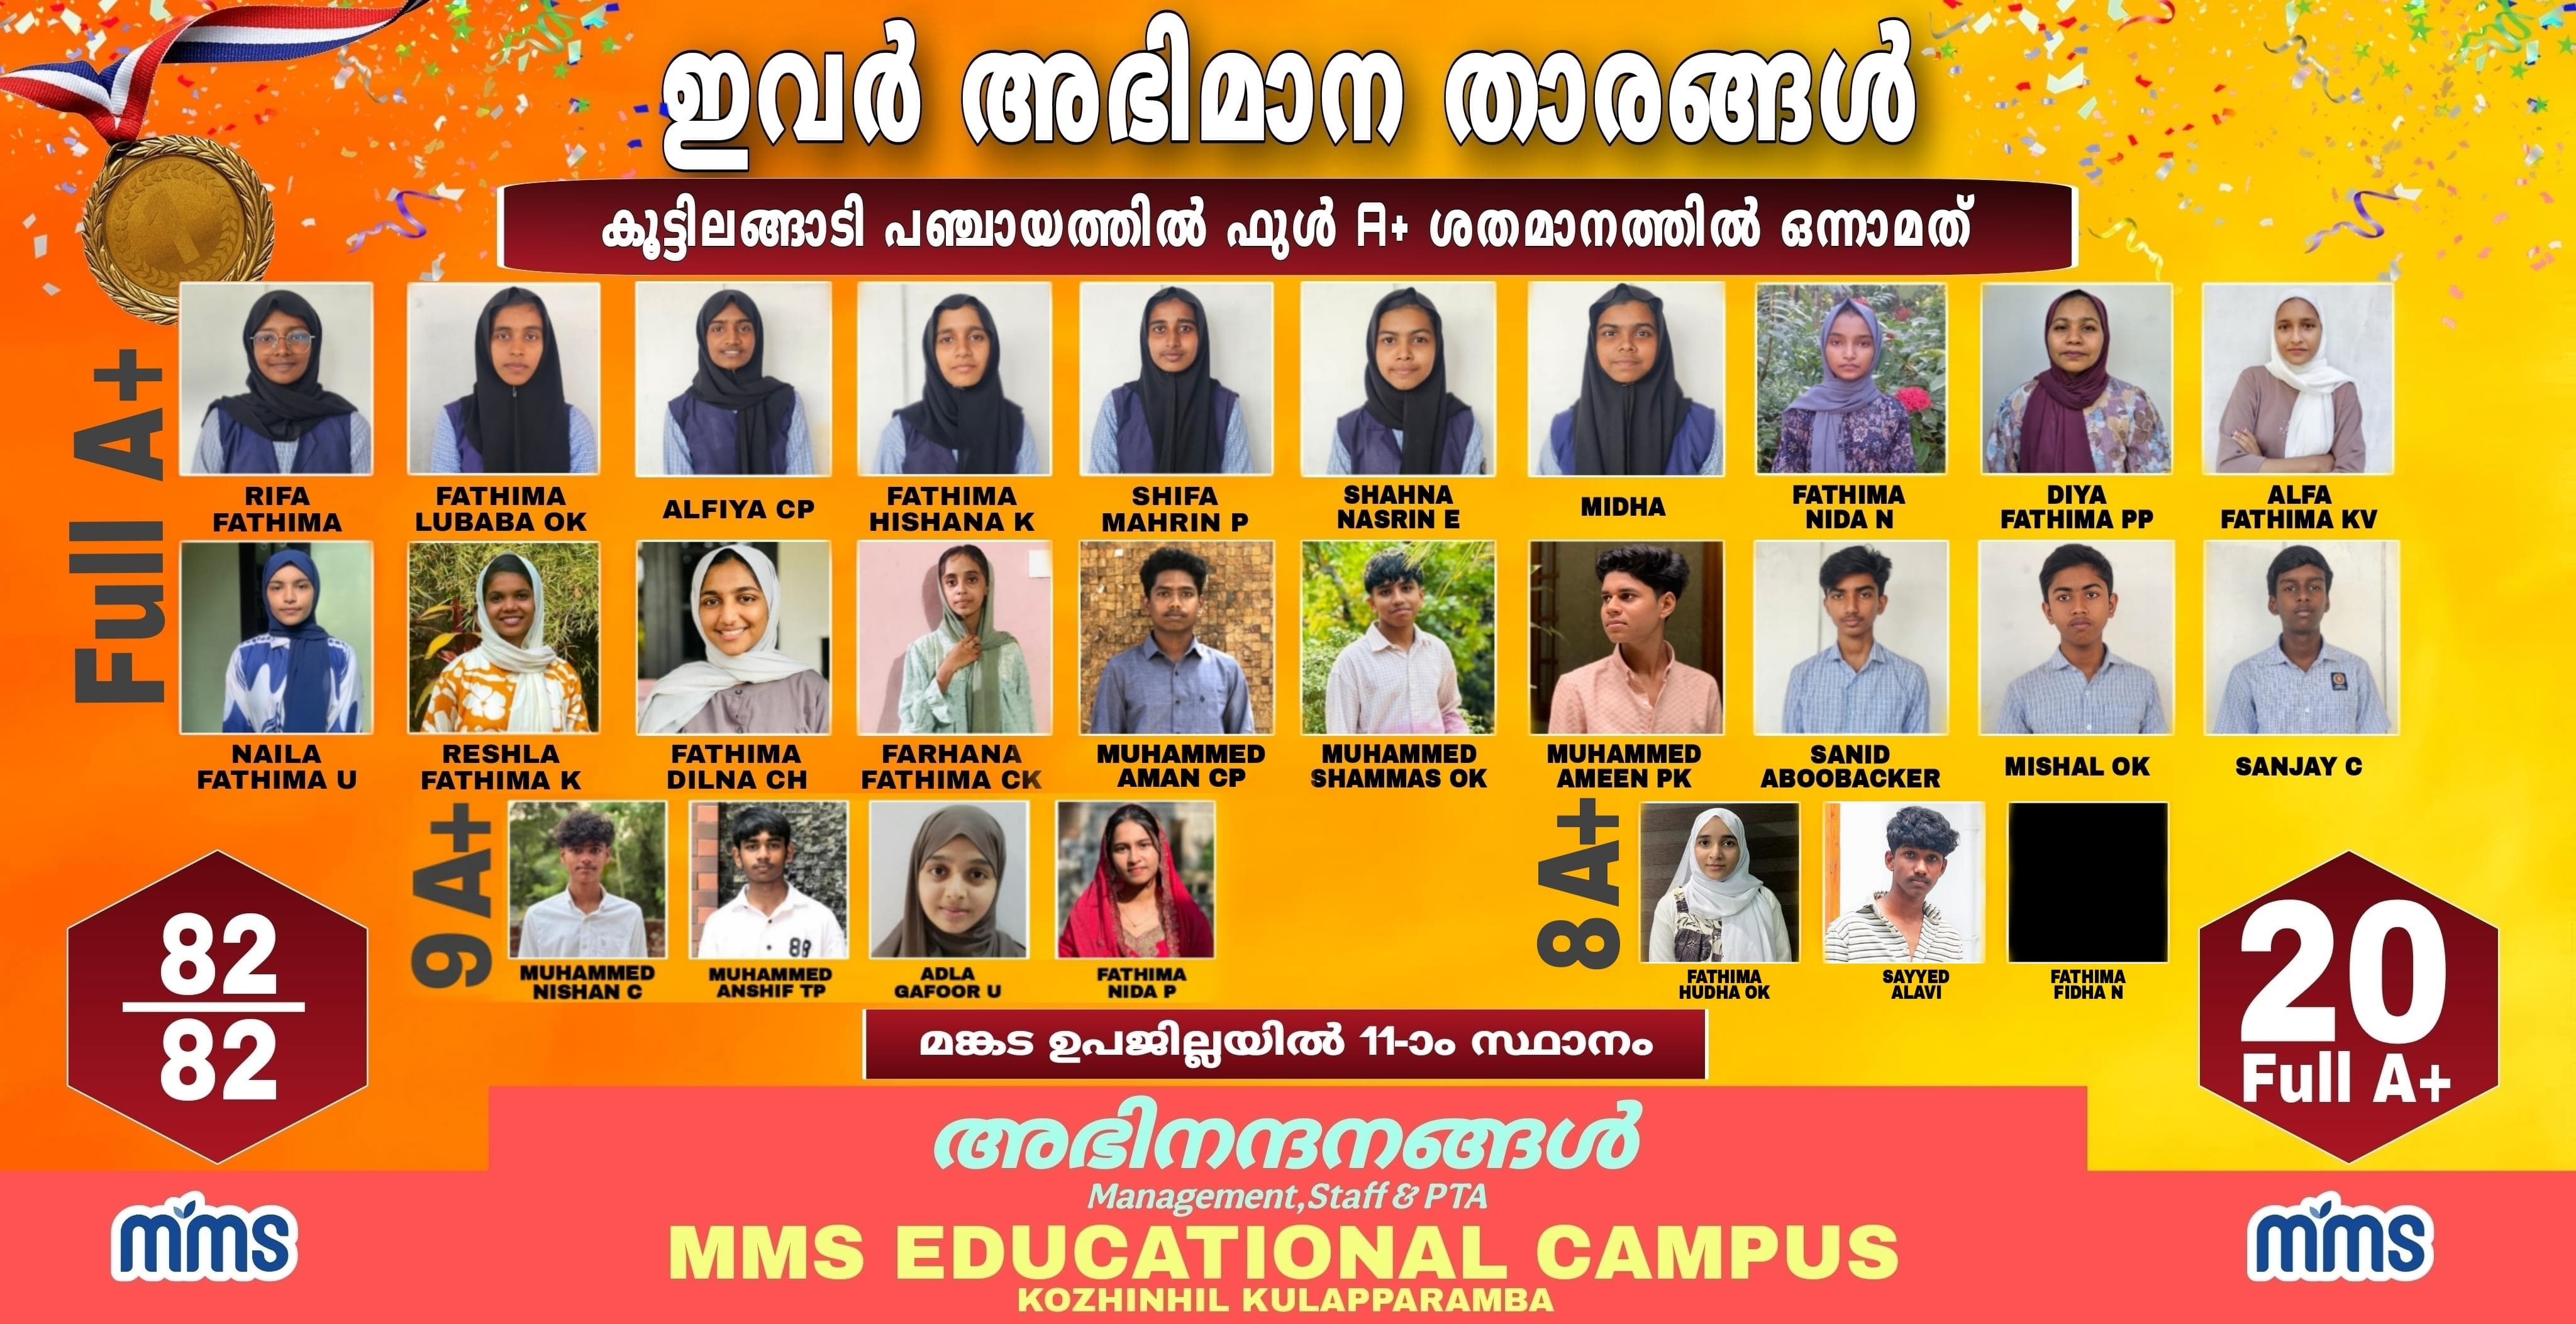 ഇവർ അഭിമാന താരങ്ങൾ
കൂട്ടിലങ്ങാടി പഞ്ചായത്തിൽ ഫുൾ A+ ശതമാനത്തിൽ ഒന്നാമത്
Full A+
RIFA
FATHIMA
FATHIMA
LUBABA OK
ALFIYA CP
FATHIMA
HISHANA K
SHIFA
MAHRIN P
SHAHNA
NASRIN E
MIDHA
FATHIMA
NIDA N
DIYA
FATHIMA PP
ALFA
FATHIMA KV
NAILA
FATHIMA U
RESHLA
FATHIMA K
FATHIMA
DILNA CH
FARHANA
FATHIMA CK
MUHAMMED
AMAN CP
MUHAMMED
SHAMMAS OK
MUHAMMED
AMEEN PK
SANID
ABOOBACKER
MISHAL OK
SANJAY C
9 A+
MUHAMMED
NISHAN C
MUHAMMED
ANSHIF TP
ADLA
GAFOOR U
FATHIMA
NIDA P
8 A+
FATHIMA
HUDHA OK
SAYYED
ALAVI
FATHIMA
FIDHA N
82
82
20
Full A+
മങ്കട ഉപജില്ലയിൽ 11-ാം സ്ഥാനം
അഭിനന്ദനങ്ങൾ
Management,Staff & PTA
MMS EDUCATIONAL CAMPUS
KOZHINHIL KULAPPARAMBA
mms
mms